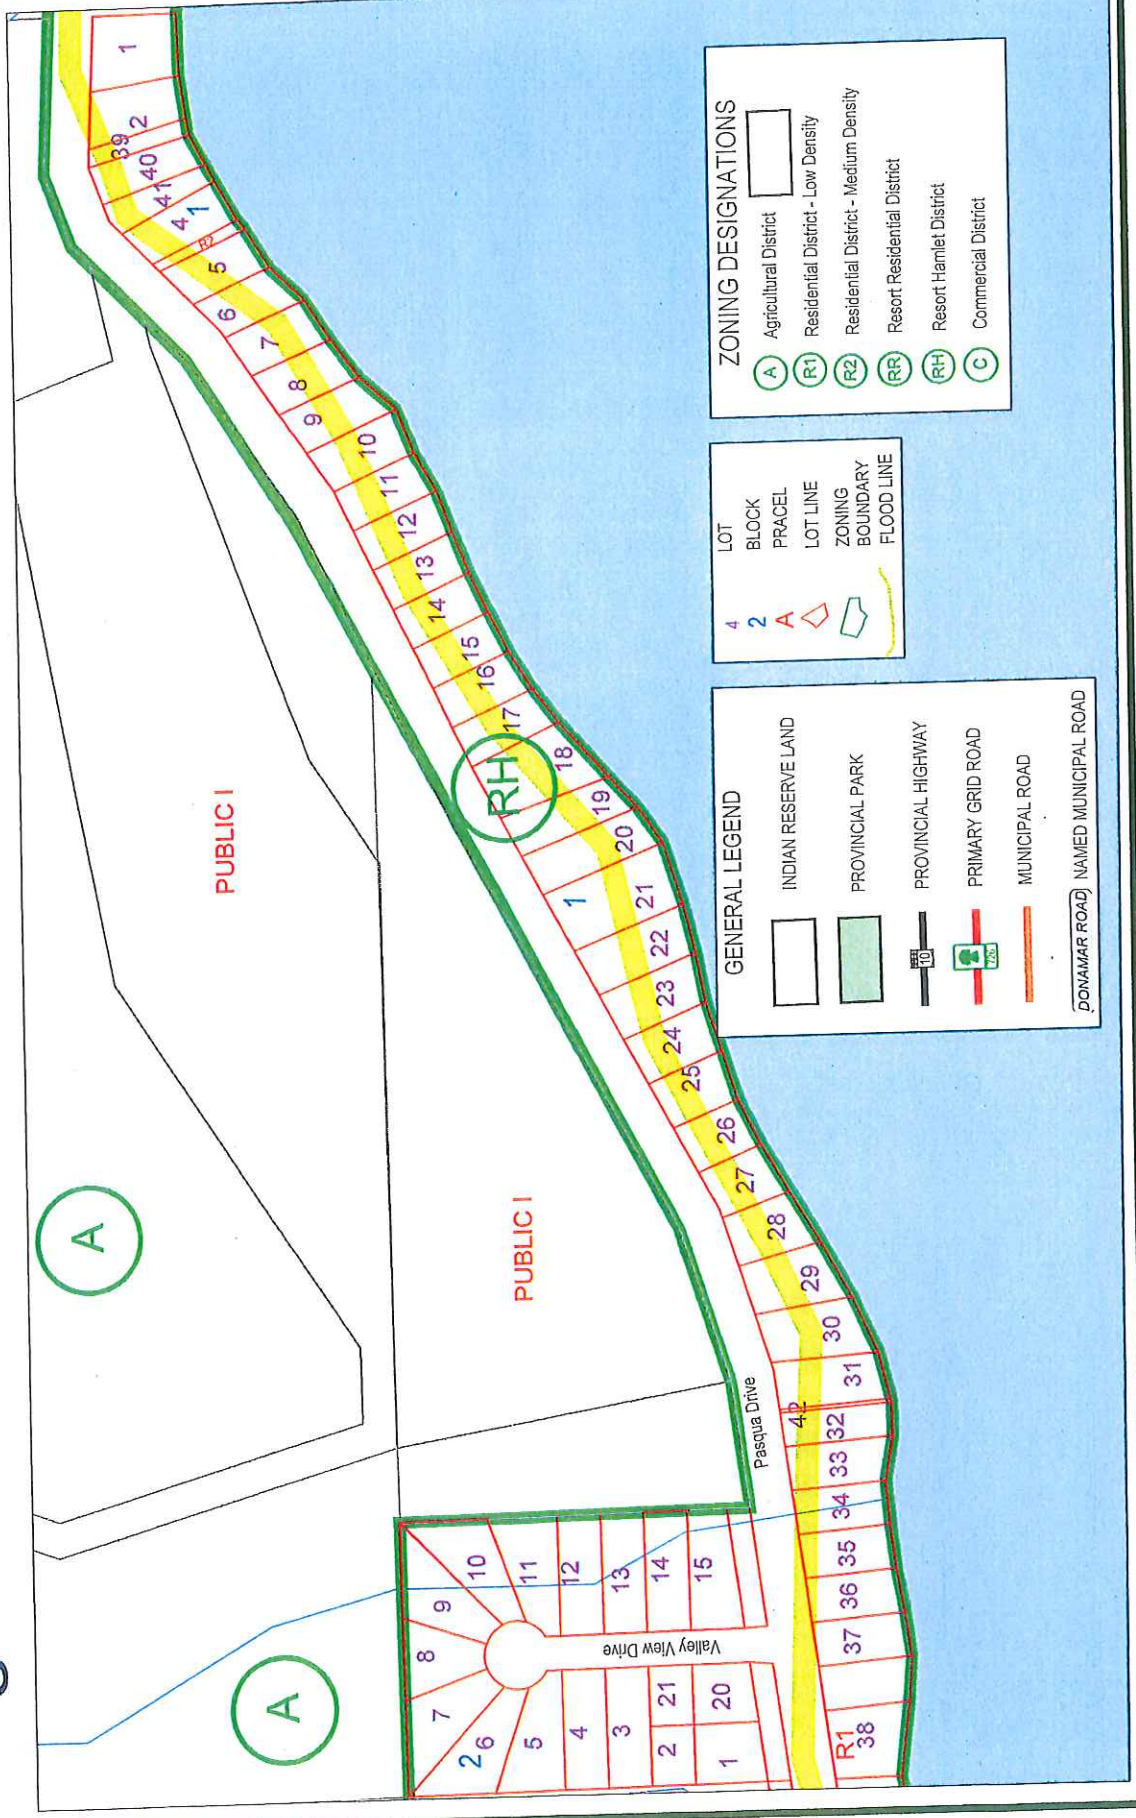 A
A
PUBLIC I
PUBLIC I
RH
1
2
39
40
41
4
1
R2
5
6
7
8
9
10
11
12
13
14
15
16
17
18
19
20
1
21
22
23
24
25
26
27
28
29
30
31
42
32
33
34
35
36
37
R1
38
Pasqua Drive
Valley View Drive
10
9
8
7
6
2
5
4
3
2
21
1
20
11
12
13
14
15
GENERAL LEGEND
INDIAN RESERVE LAND
PROVINCIAL PARK
10 PROVINCIAL HIGHWAY
726 PRIMARY GRID ROAD
MUNICIPAL ROAD
DONAMAR ROAD NAMED MUNICIPAL ROAD
4 LOT
2 BLOCK
A PRACEL
LOT LINE
ZONING
BOUNDARY
FLOOD LINE
ZONING DESIGNATIONS
A Agricultural District
R1 Residential District - Low Density
R2 Residential District - Medium Density
RR Resort Residential District
RH Resort Hamlet District
C Commercial District